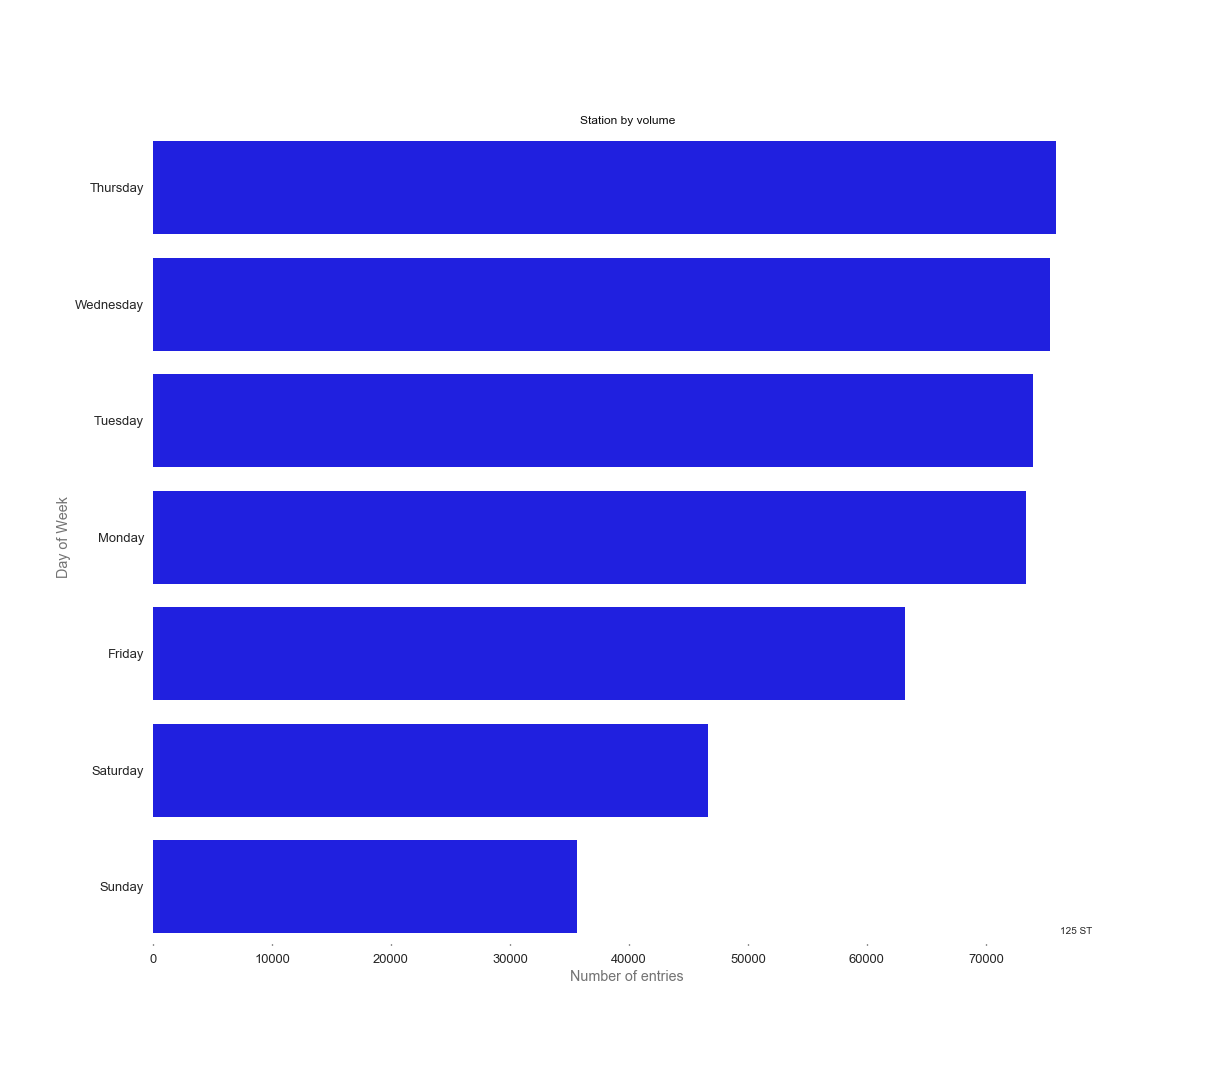 Station by volume
Thursday
Wednesday
Tuesday
Monday
Friday
Saturday
Sunday
Day of Week
125 ST
0 10000 20000 30000 40000 50000 60000 70000
Number of entries